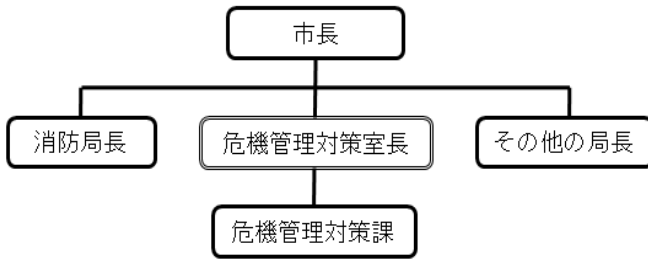 市長
消防局長
危機管理対策室長
その他の局長
危機管理対策課